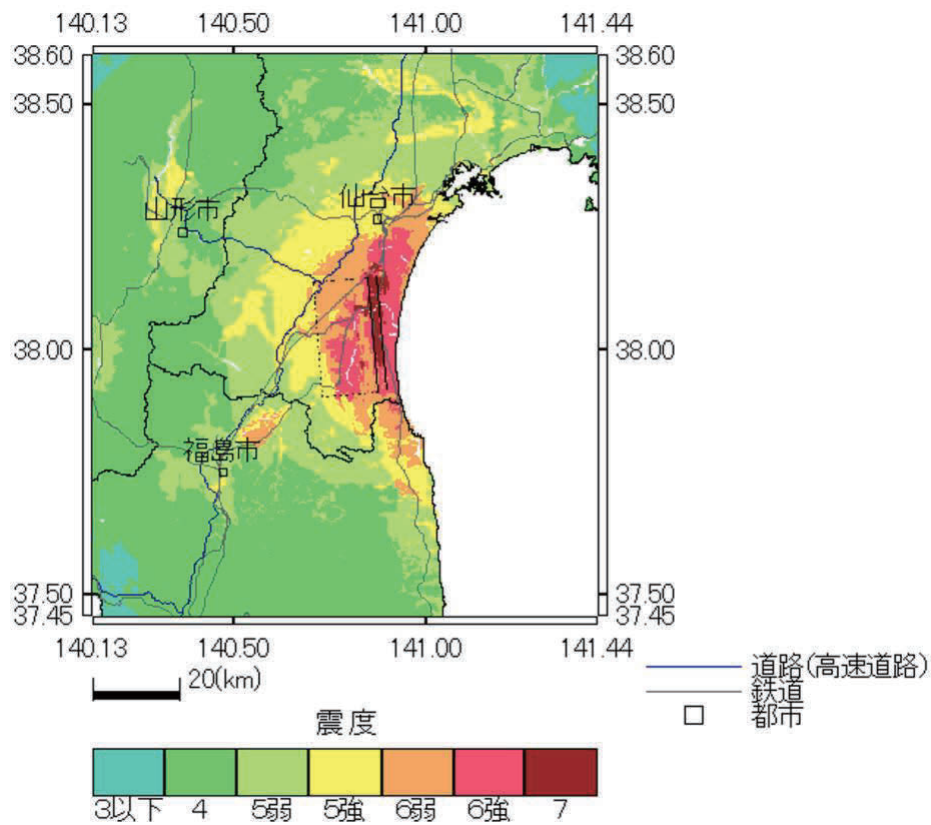 140.13 140.50 141.00 141.44
38.60 38.60
38.50 38.50
仙台市
山形市
38.00 38.00
福島市
37.50 37.50
37.45 37.45
140.13 140.50 141.00 141.44
20(km)
道路(高速道路)
鉄道
都市
震度
3以下 4 5弱 5強 6弱 6強 7